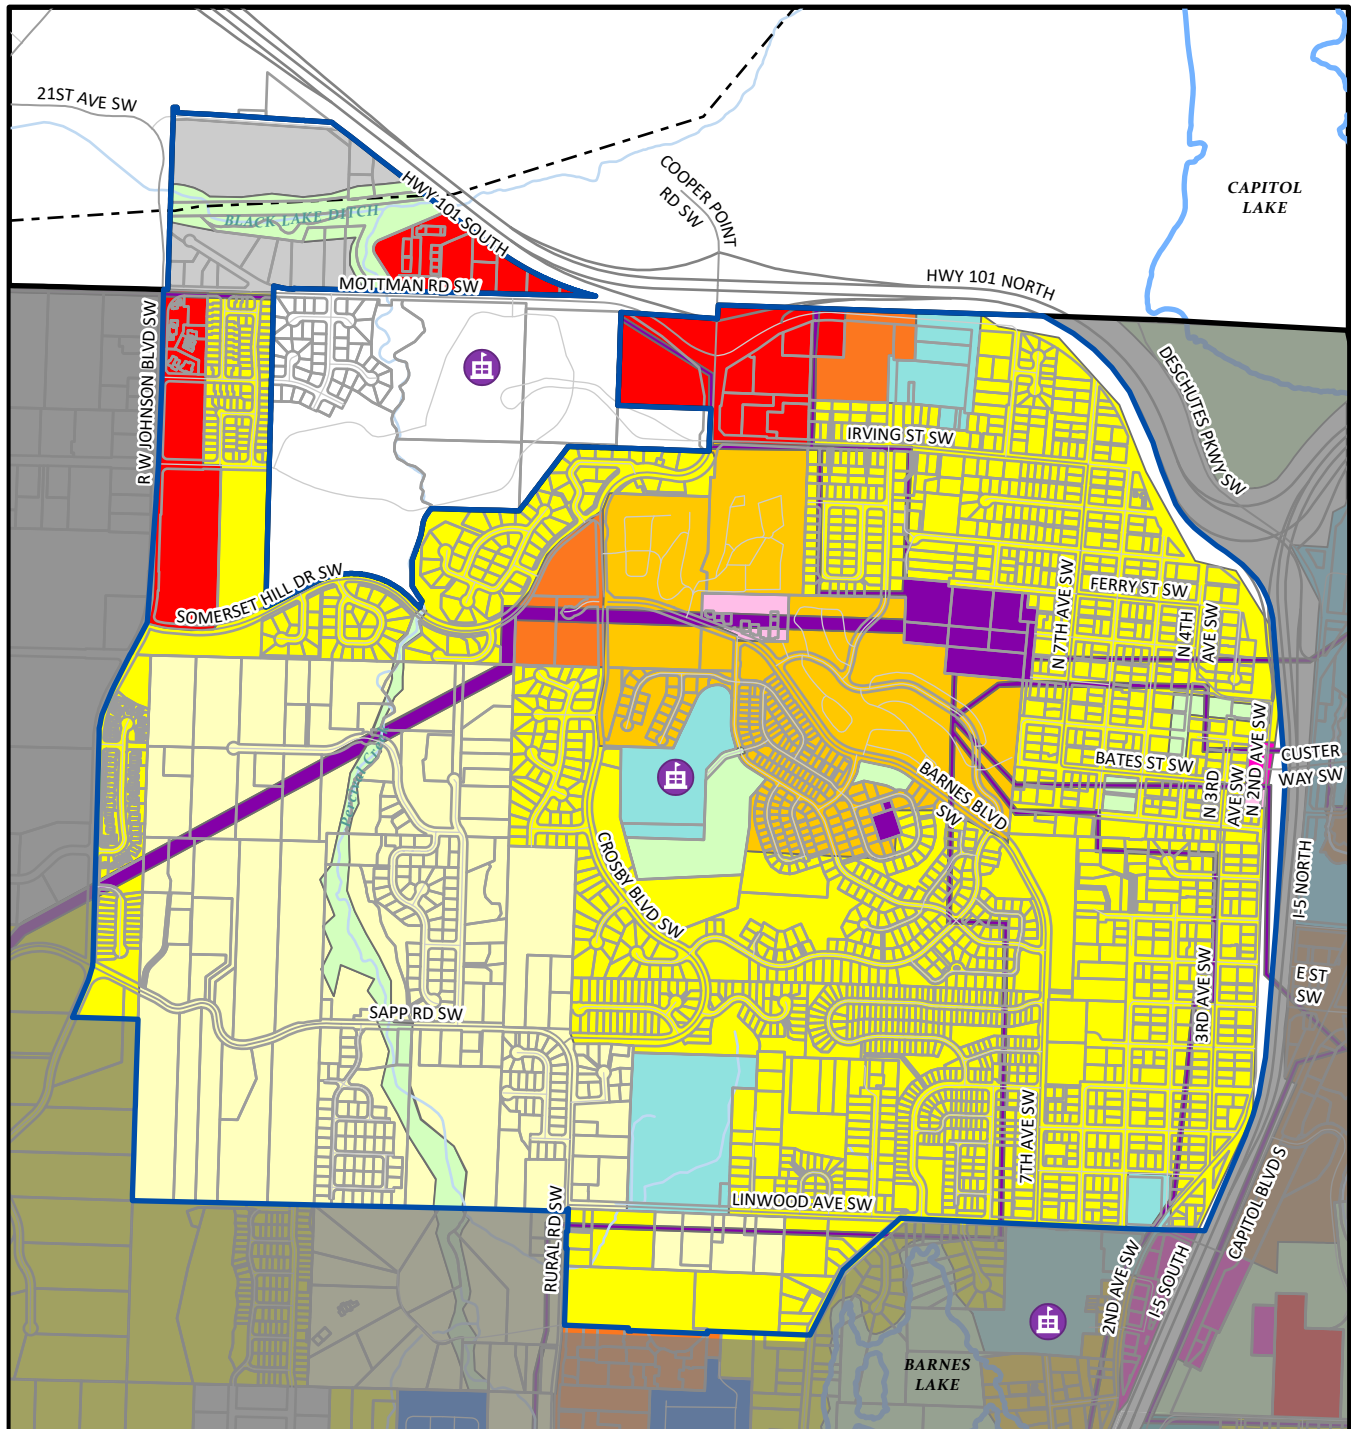 21ST AVE SW
COOPER POINT
RD SW
CAPITOL
LAKE
HWY 101 SOUTH
BLACK LAKE DITCH
MOTTMAN RD SW
HWY 101 NORTH
R W JOHNSON BLVD SW
DESCHUTES PKWY SW
IRVING ST SW
SOMERSET HILL DR SW
N 7TH AVE SW
FERRY ST SW
N 4TH
AVE SW
Percival Creek
BATES ST SW
N 3RD
AVE SW
N 2ND AVE SW
CUSTER
WAY SW
BARNES BLVD
SW
CROSBY BLVD SW
I-5 NORTH
E ST
SW
SAPP RD SW
3RD AVE SW
7TH AVE SW
LINWOOD AVE SW
RURAL RD SW
2ND AVE SW
I-5 SOUTH
CAPITOL BLVD S
BARNES
LAKE